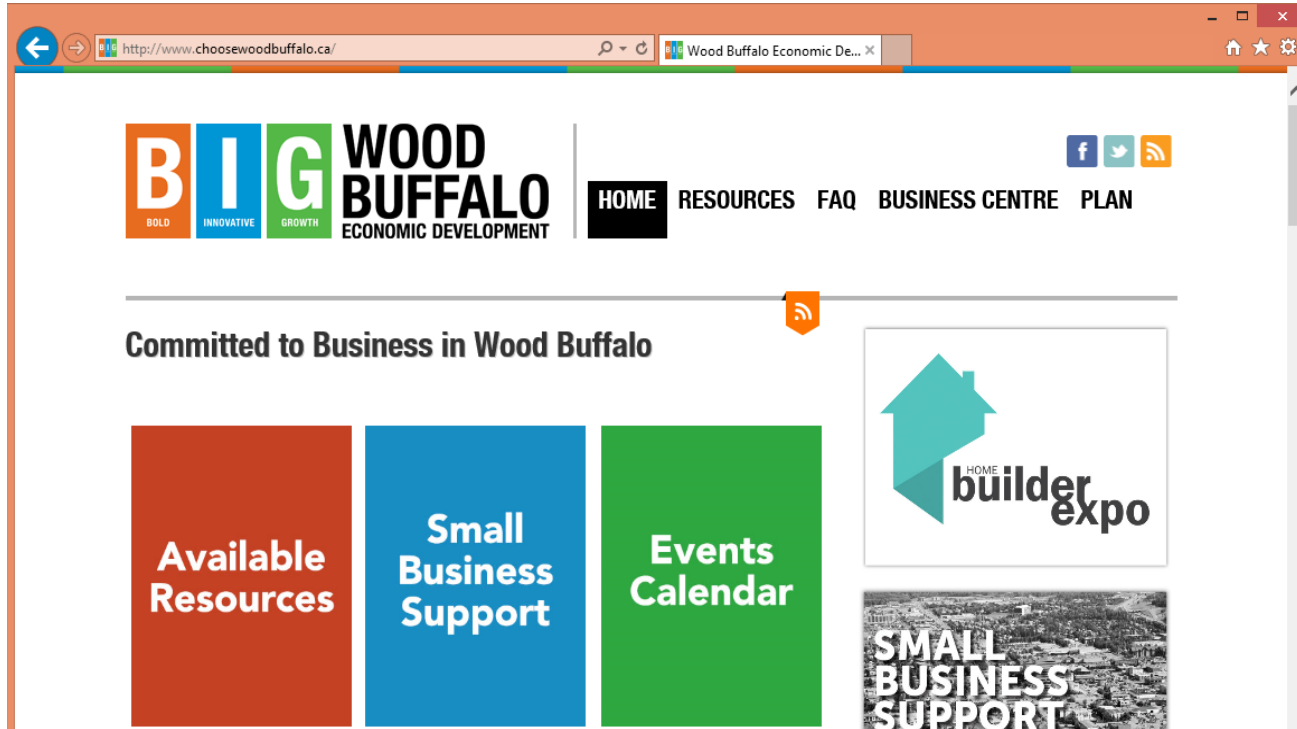 http://www.choosewoodbuffalo.ca/
BIG Wood Buffalo Economic De...
B I G
BOLD INNOVATIVE GROWTH
WOOD
BUFFALO
ECONOMIC DEVELOPMENT
f
HOME RESOURCES FAQ BUSINESS CENTRE PLAN
Committed to Business in Wood Buffalo
Available
Resources
Small
Business
Support
Events
Calendar
HOME
builder
expo
SMALL
BUSINESS
SUPPORT